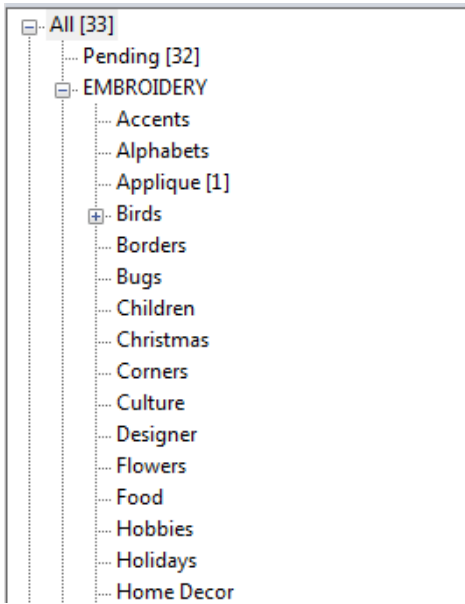 All [33]
Pending [32]
EMBROIDERY
Accents
Alphabets
Applique [1]
Birds
Borders
Bugs
Children
Christmas
Corners
Culture
Designer
Flowers
Food
Hobbies
Holidays
Home Decor